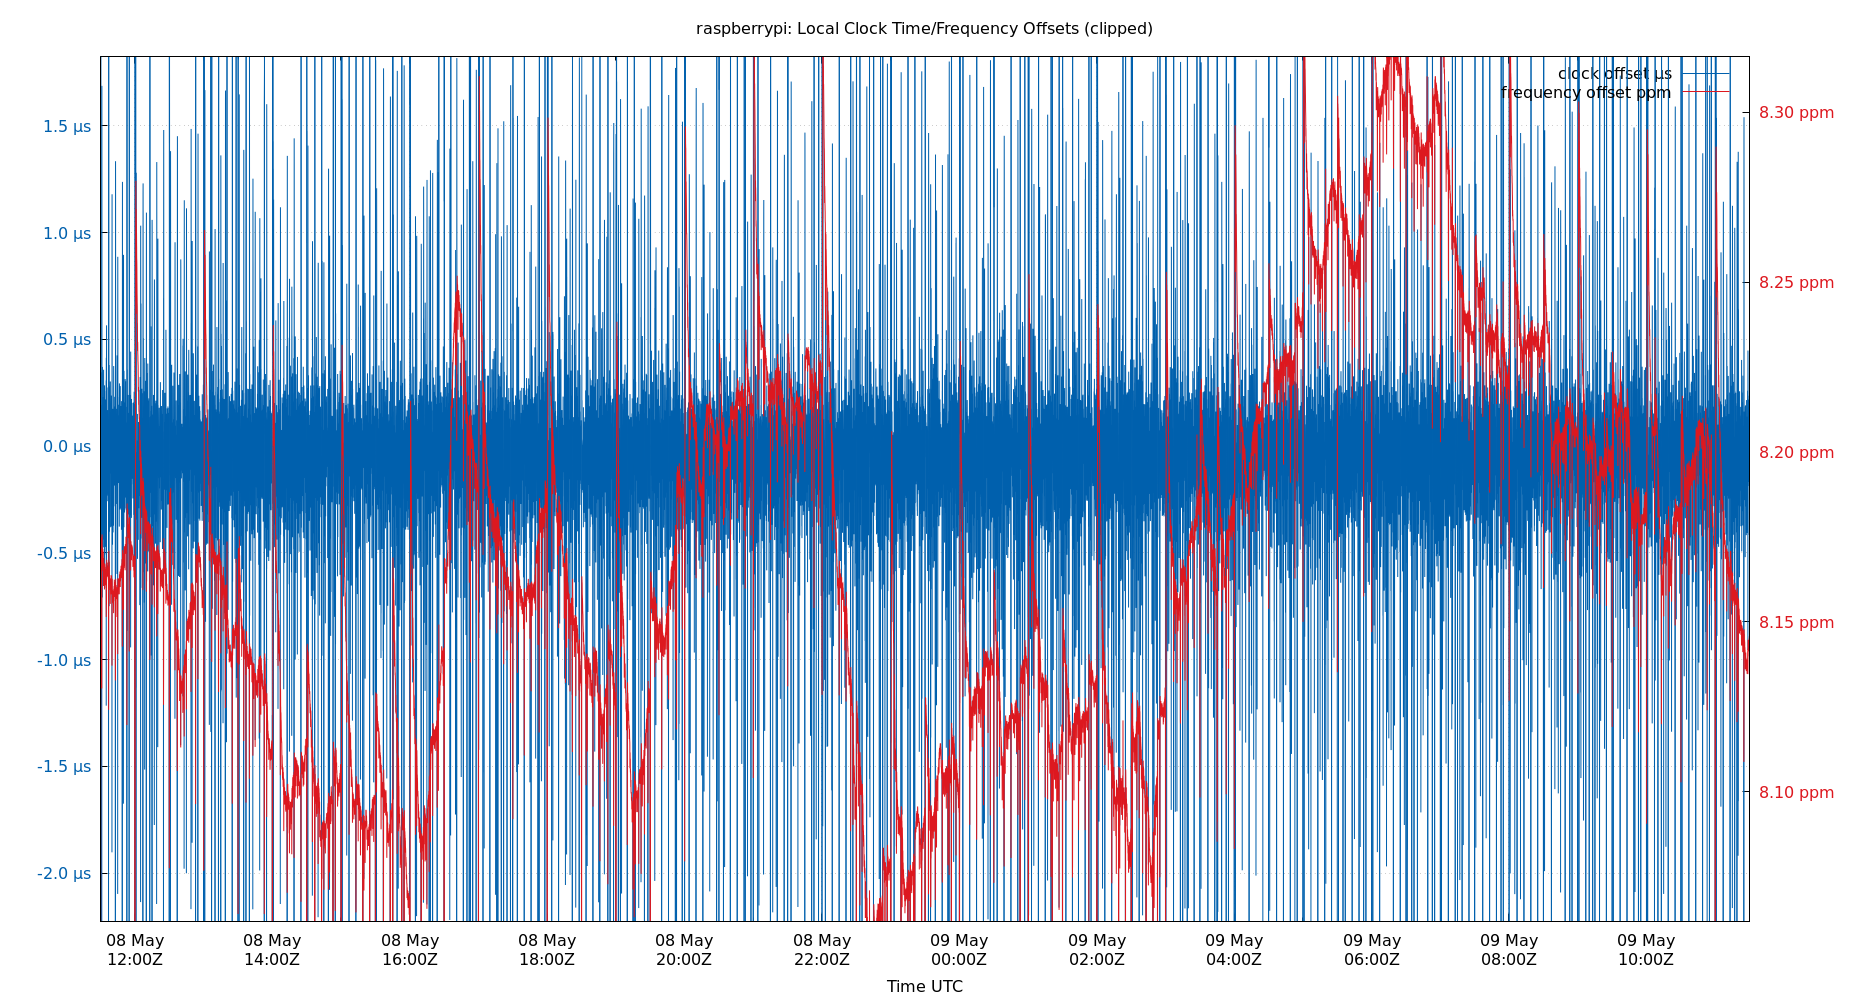 raspberrypi: Local Clock Time/Frequency Offsets (clipped)
clock offset µs
frequency offset ppm
1.5 µs
1.0 µs
0.5 µs
0.0 µs
-0.5 µs
-1.0 µs
-1.5 µs
-2.0 µs
8.30 ppm
8.25 ppm
8.20 ppm
8.15 ppm
8.10 ppm
08 May
12:00Z
08 May
14:00Z
08 May
16:00Z
08 May
18:00Z
08 May
20:00Z
08 May
22:00Z
09 May
00:00Z
09 May
02:00Z
09 May
04:00Z
09 May
06:00Z
09 May
08:00Z
09 May
10:00Z
Time UTC